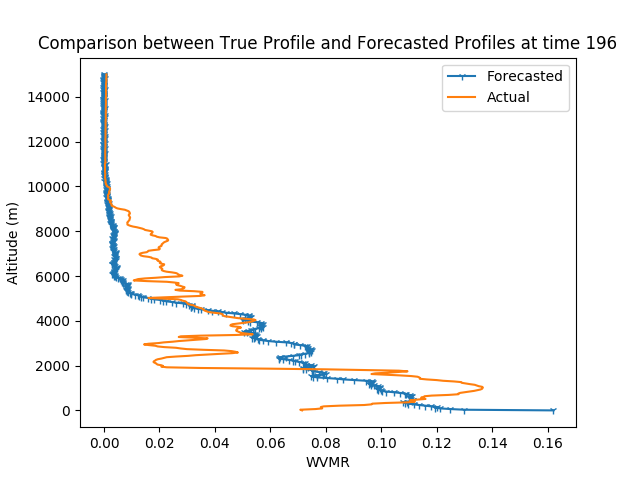 Comparison between True Profile and Forecasted Profiles at time 196
Forecasted
Actual
14000
12000
10000
8000
6000
4000
2000
0
Altitude (m)
0.00 0.02 0.04 0.06 0.08 0.10 0.12 0.14 0.16
WVMR